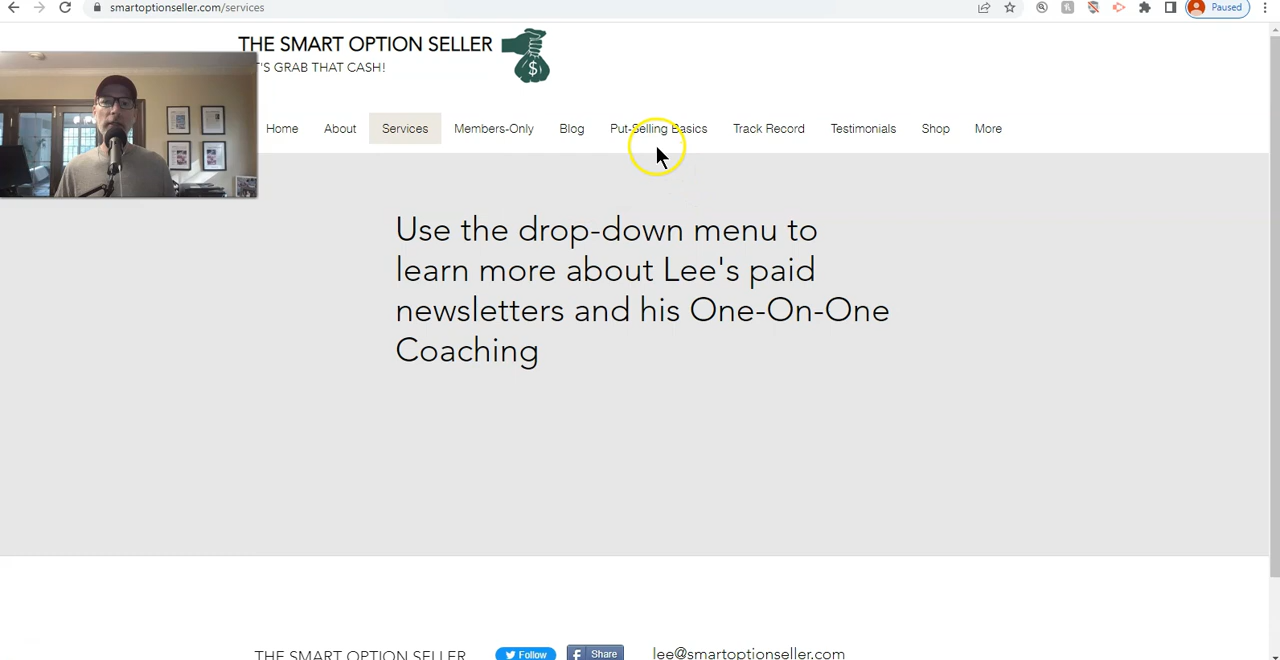 smartoptionseller.com/services
Paused
THE SMART OPTION SELLER
T'S GRAB THAT CASH!
$
Home About Services Members-Only Blog Put-Selling Basics Track Record Testimonials Shop More
Use the drop-down menu to
learn more about Lee's paid
newsletters and his One-On-One
Coaching
THE SMART OPTION SELLER Follow Share lee@smartoptionseller.com